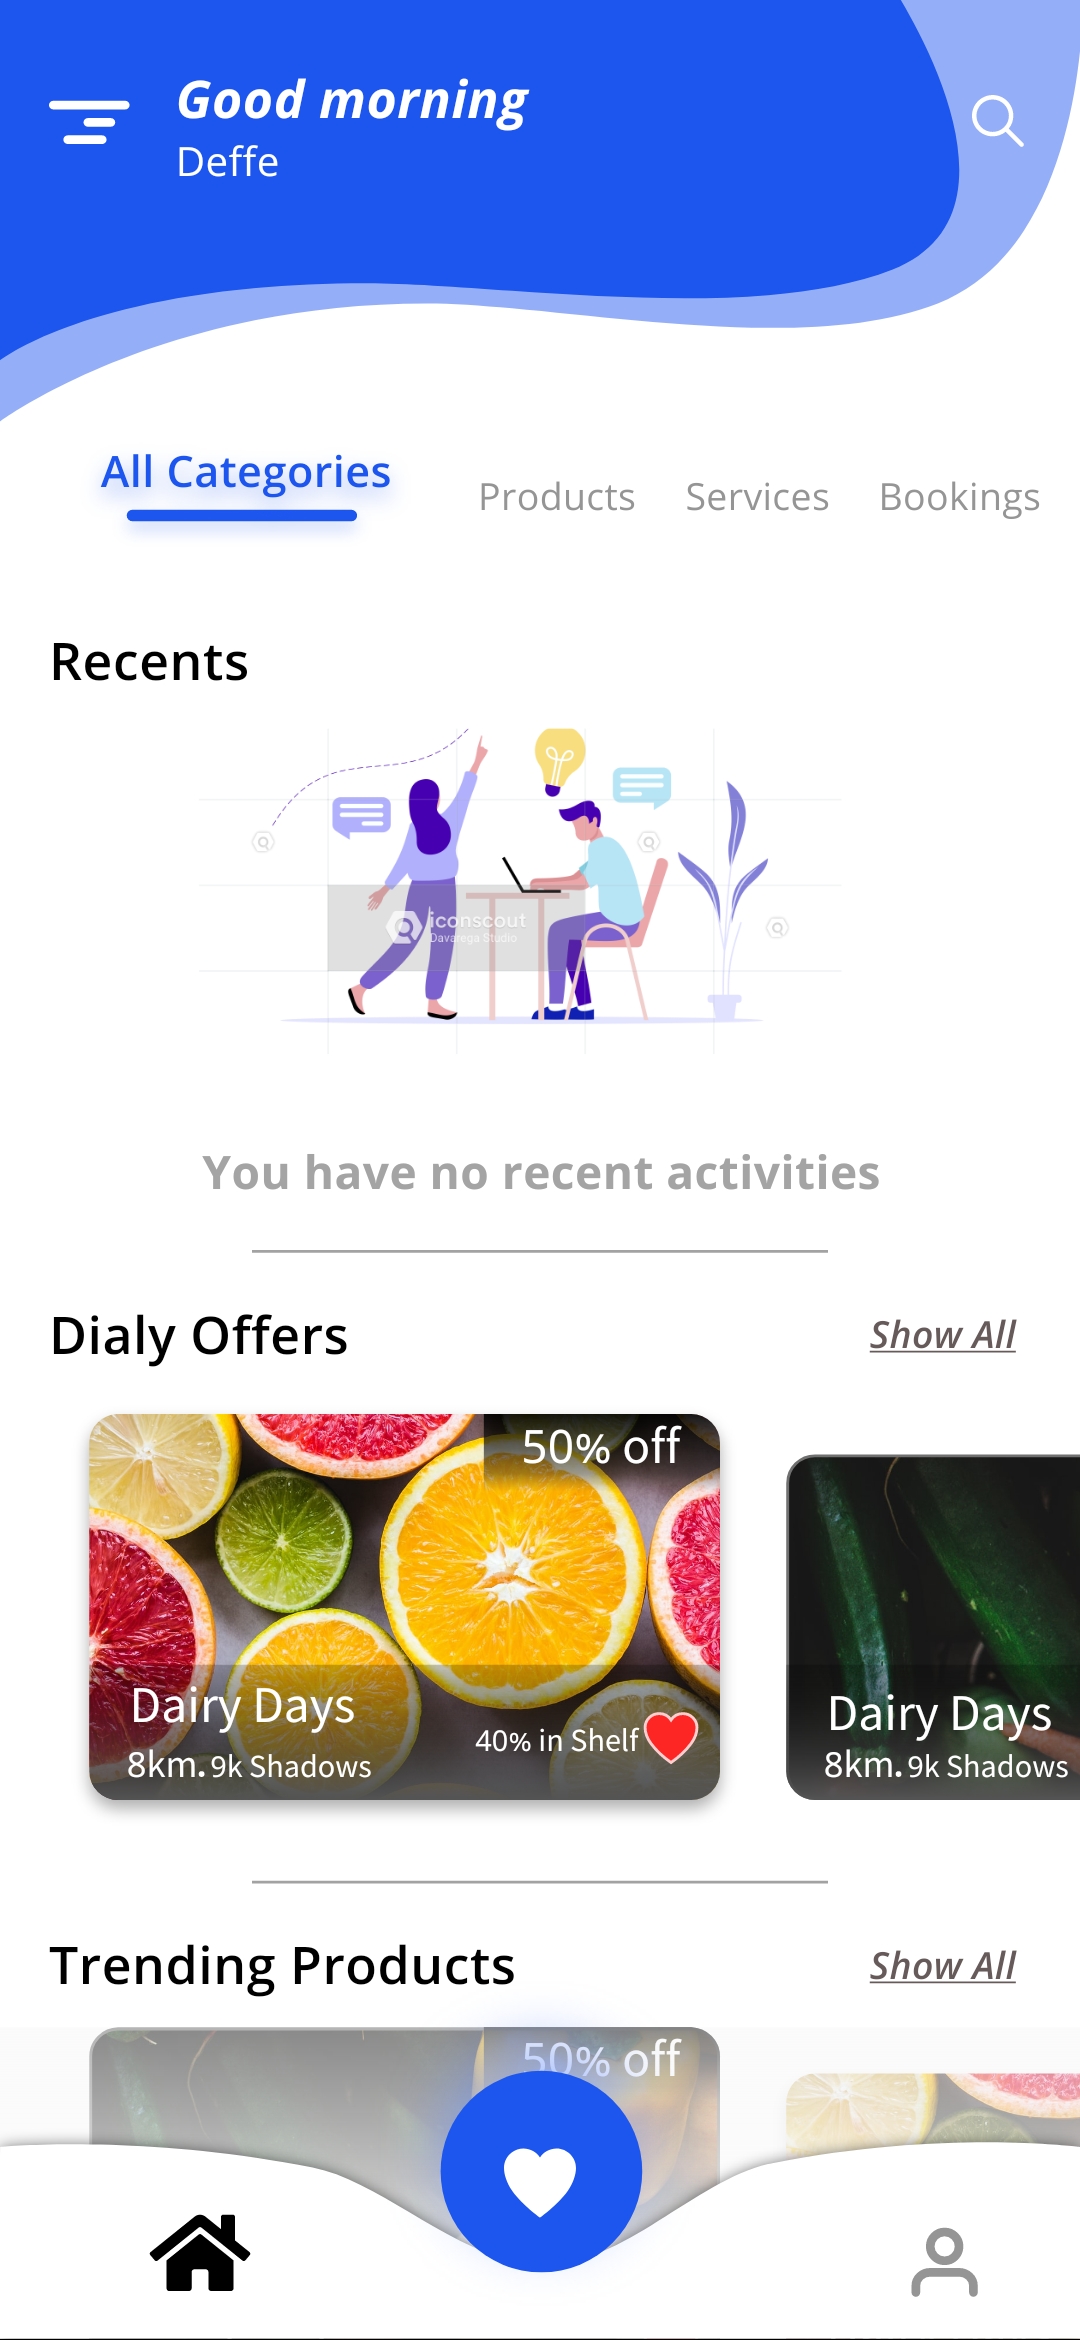 Good morning
Deffe
All Categories
Products
Services
Bookings
Recents
iconscout
Davarega Studio
You have no recent activities
Dialy Offers
Show All
50% off
Dairy Days
40% in Shelf
8km. 9k Shadows
Dairy Days
8km. 9k Shadows
Trending Products
Show All
50% off